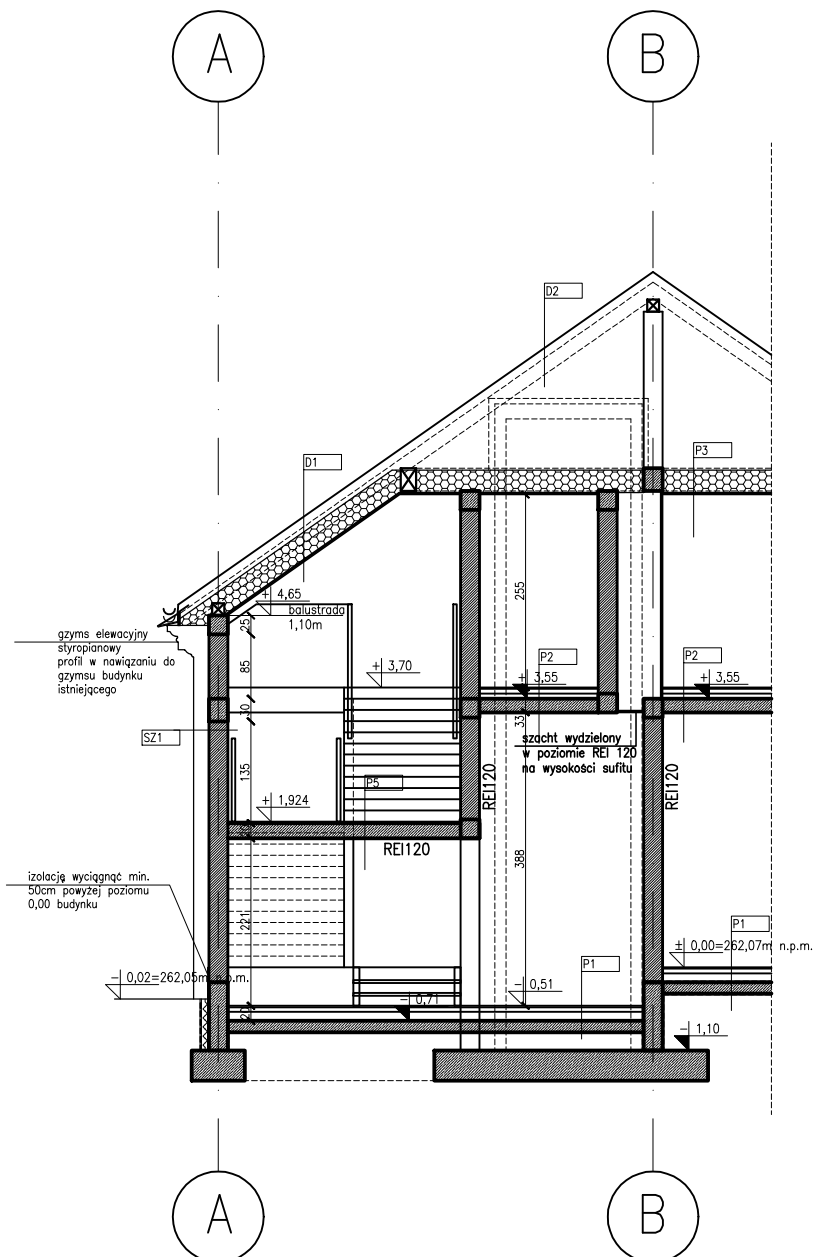 A
B
D2
D1
P3
+ 4,65
balustrada
1,10m
25
255
gzyms elewacyjny
styropianowy
profil w nawiązaniu do
gzymsu budynku
istniejącego
85
+ 3,70
P2
+ 3,55
P2
+ 3,55
30
33
SZ1
szacht wydzielony
w poziomie REI 120
na wysokości sufitu
135
P5
REI120
REI120
+ 1,924
20
REI120
388
izolację wyciągnąć min.
50cm powyżej poziomu
0,00 budynku
221
P1
± 0,00=262,07m n.p.m.
P1
- 0,02=262,05m n.p.m.
- 0,51
- 0,71
20
- 1,10
A
B